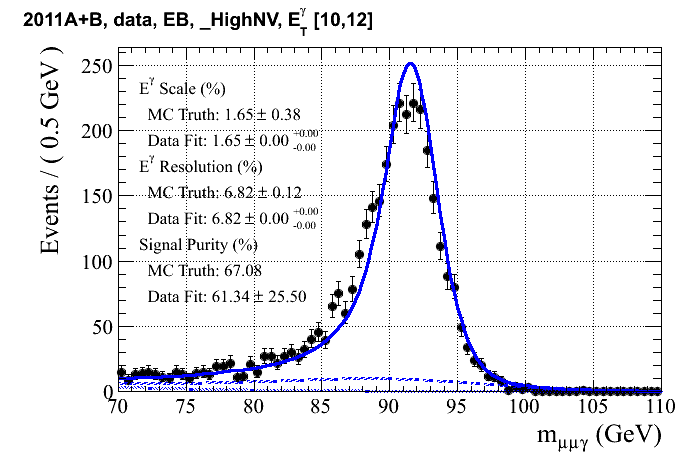 2011A+B, data, EB, _HighNV, E_T^γ [10,12]
Events / ( 0.5 GeV )
250
200
150
100
50
0
E^γ Scale (%)
MC Truth: 1.65 ± 0.38
Data Fit: 1.65 ± 0.00 +0.00 -0.00
E^γ Resolution (%)
MC Truth: 6.82 ± 0.12
Data Fit: 6.82 ± 0.00 +0.00 -0.00
Signal Purity (%)
MC Truth: 67.08
Data Fit: 61.34 ± 25.50
70 75 80 85 90 95 100 105 110
m_μμγ (GeV)